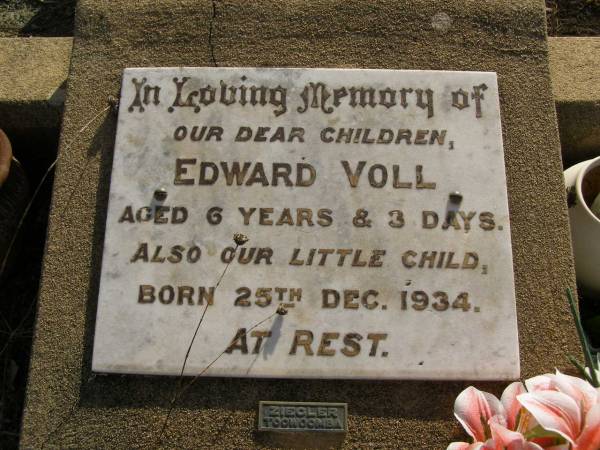 In Loving Memory of
OUR DEAR CHILDREN,
EDWARD VOLL
AGED 6 YEARS & 3 DAYS.
ALSO OUR LITTLE CHILD,
BORN 25TH DEC. 1934.
AT REST.
ZIEGLER
TOOWOOMBA